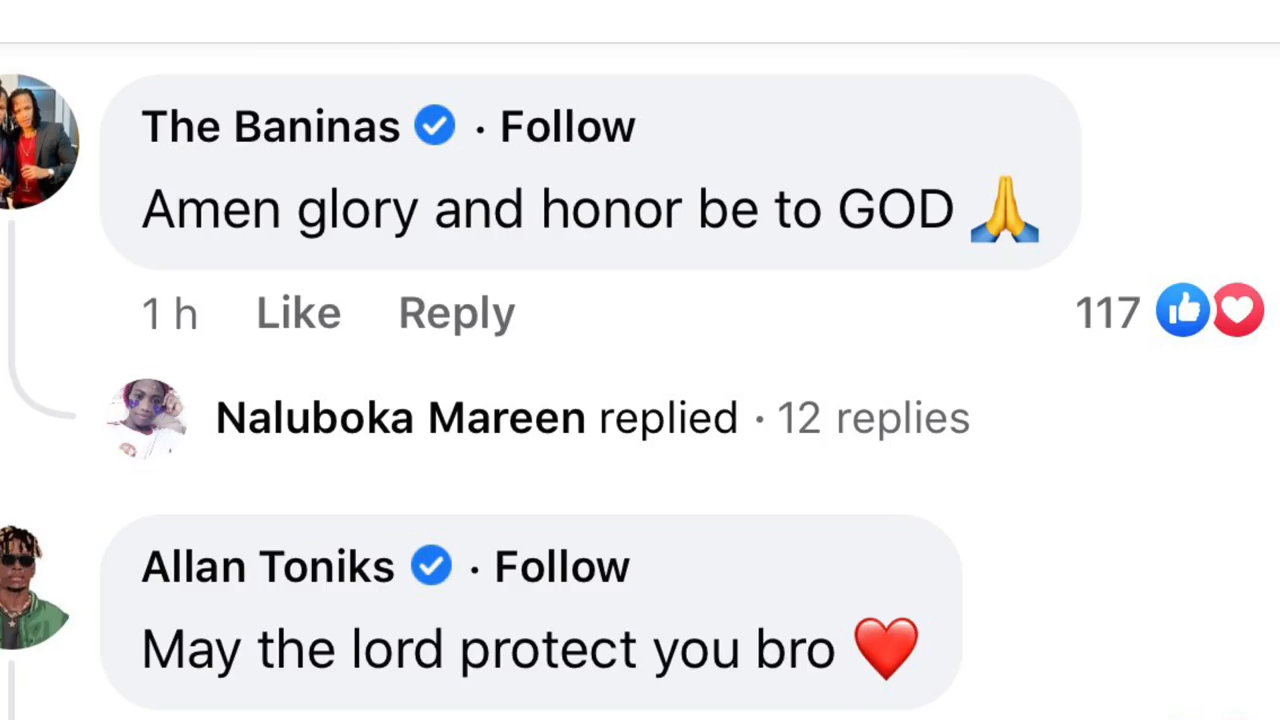 The Baninas · Follow
Amen glory and honor be to GOD 🙏
1 h Like Reply 117
Naluboka Mareen replied · 12 replies
Allan Toniks · Follow
May the lord protect you bro ❤️